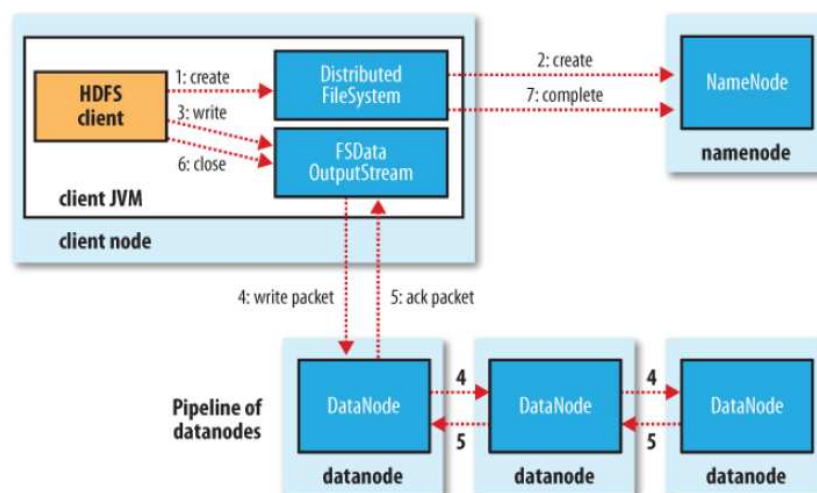 HDFS
client
1: create
3: write
6: close
Distributed
FileSystem
FSData
OutputStream
client JVM
client node
2: create
7: complete
NameNode
namenode
4: write packet
5: ack packet
Pipeline of
datanodes
DataNode
datanode
4
5
DataNode
datanode
4
5
DataNode
datanode